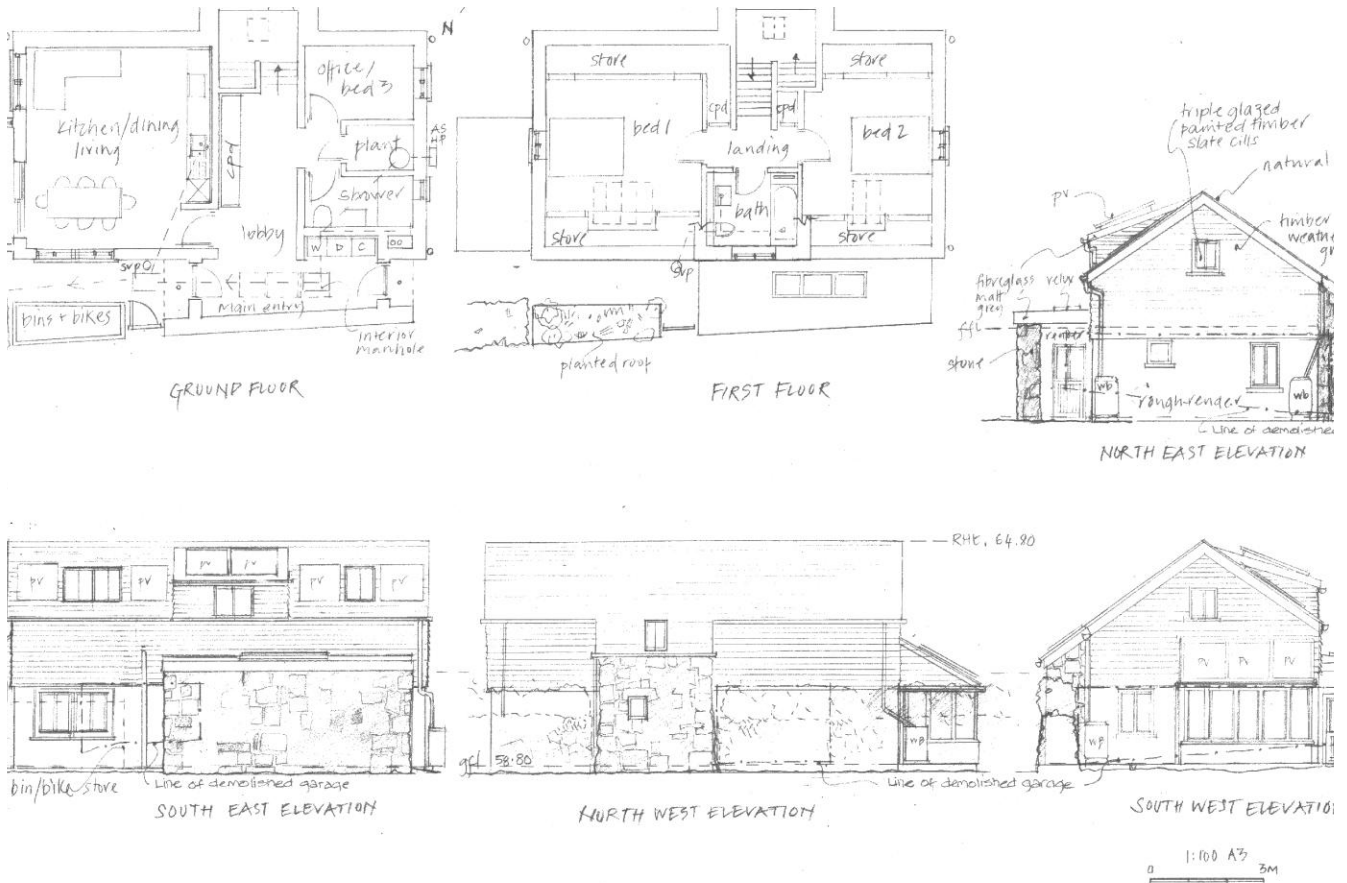 N
office/
bed 3
kitchen/dining
living
cpd
plant
AS
HP
shower
lobby
W D C
svp
Main entry
bins + bikes
interior
manhole
GROUND FLOOR
store
store
cpd
cpd
bed 1
landing
bed 2
bath
store
store
svp
planted roof
FIRST FLOOR
triple glazed
painted timber
slate cills
natural
pv
timber
fibreglass
matt
grey
velux
ffl
render
stone
wb
rough render
wb
Line of demolished
NORTH EAST ELEVATION
pv
pv
pv
pv
pv
pv
bin/bike store
Line of demolished garage
SOUTH EAST ELEVATION
RHt. 64.80
gfl 58.80
wb
Line of demolished garage
NORTH WEST ELEVATION
PV
PV
PV
wb
SOUTH WEST ELEVATIO
1:100 A3
0
3M